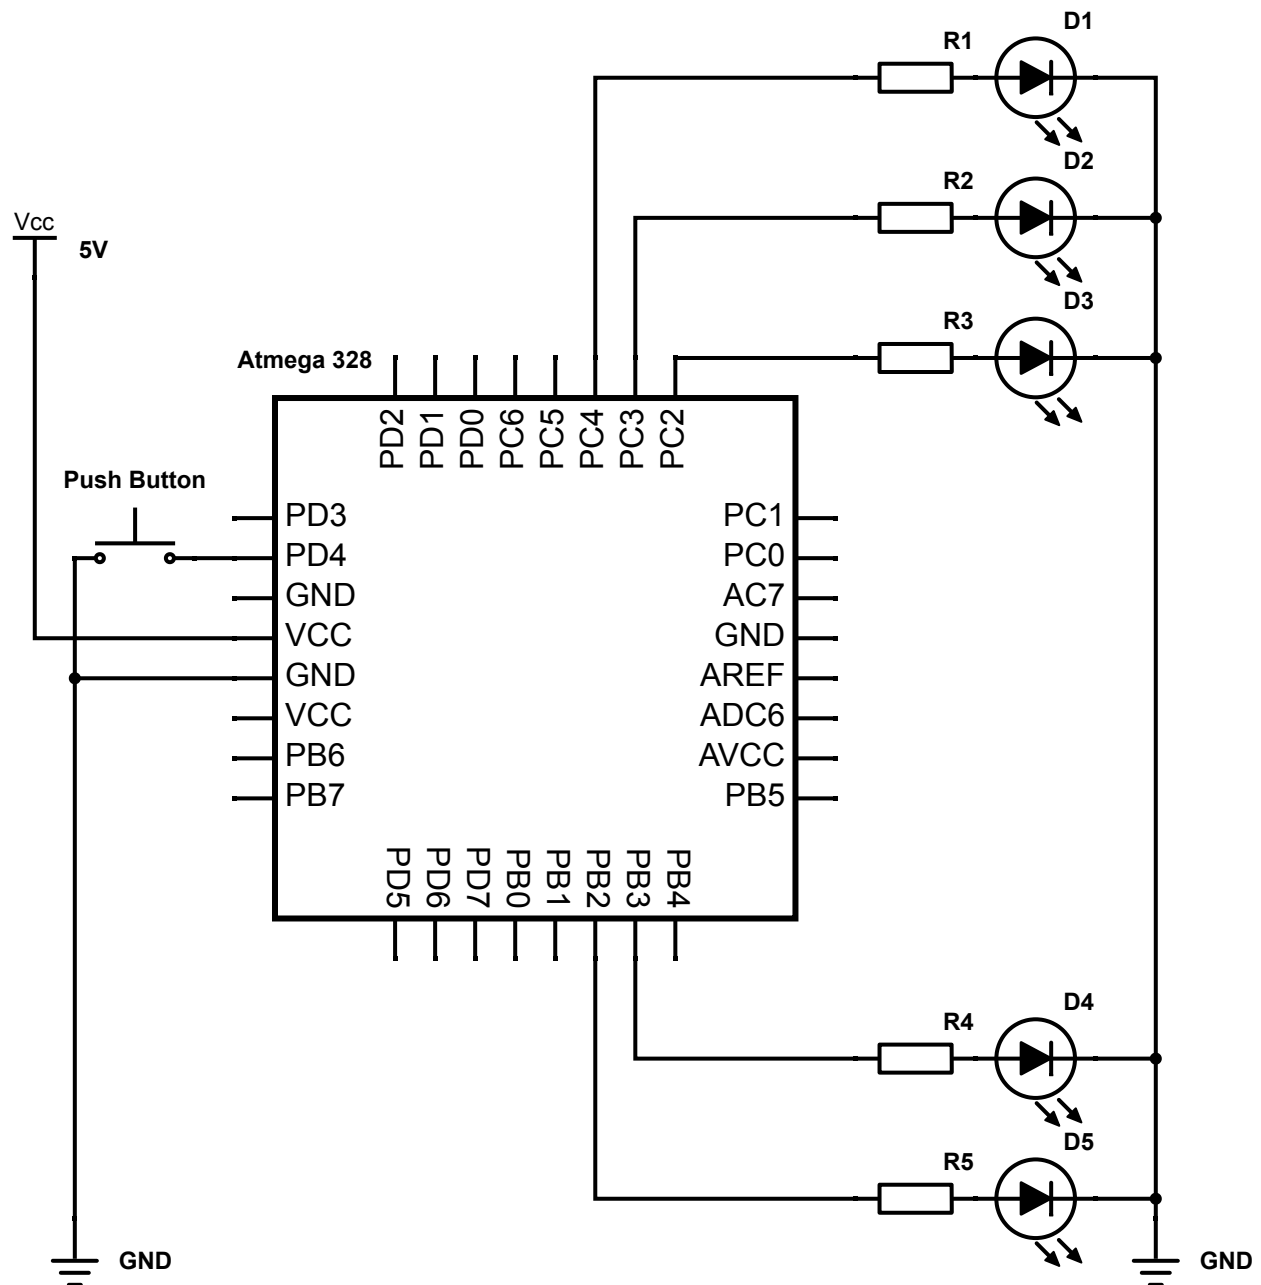 D1
R1
D2
R2
Vcc
5V
D3
R3
Atmega 328
PD2
PD1
PD0
PC6
PC5
PC4
PC3
PC2
Push Button
PD3
PD4
GND
VCC
GND
VCC
PB6
PB7
PC1
PC0
AC7
GND
AREF
ADC6
AVCC
PB5
PD5
PD6
PD7
PB0
PB1
PB2
PB3
PB4
D4
R4
D5
R5
GND
GND